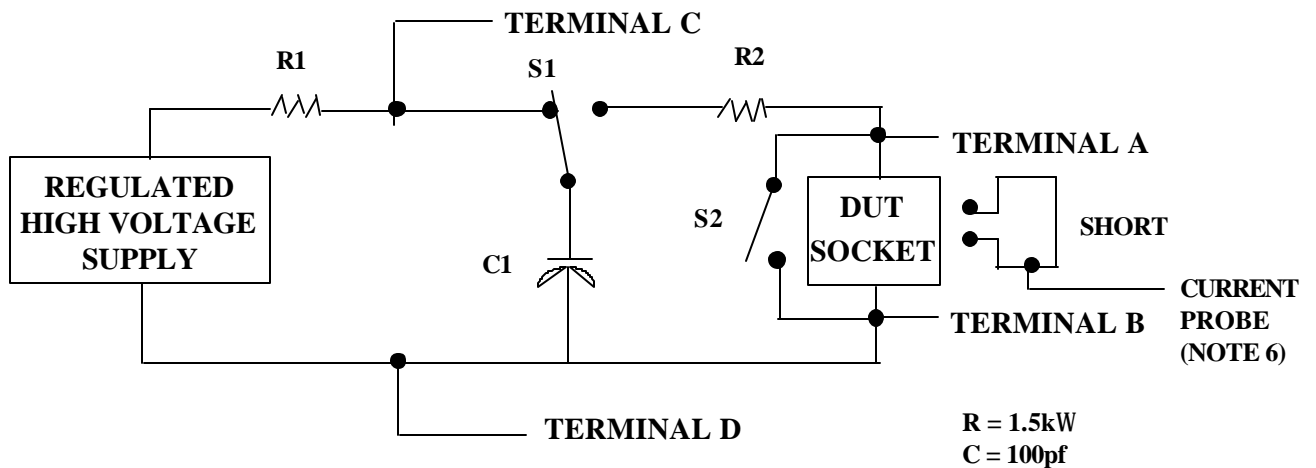 TERMINAL C
R1
S1
R2
TERMINAL A
REGULATED
HIGH VOLTAGE
SUPPLY
S2
DUT
SOCKET
SHORT
C1
CURRENT
PROBE
(NOTE 6)
TERMINAL B
TERMINAL D
R = 1.5kW
C = 100pf